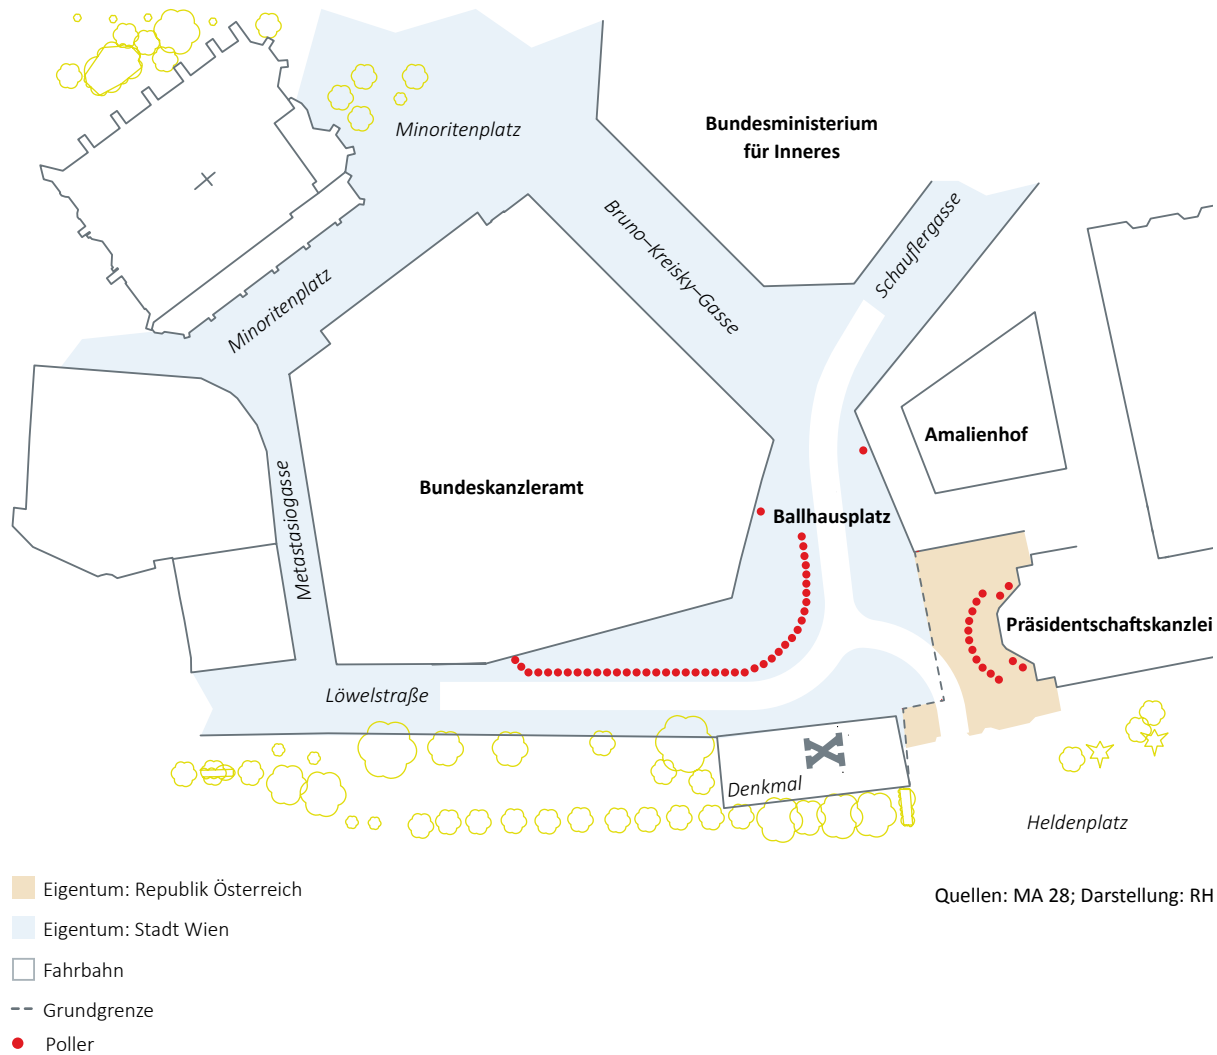 Minoritenplatz
Bundesministerium
für Inneres
Bruno–Kreisky–Gasse
Schauflergasse
Minoritenplatz
Amalienhof
Bundeskanzleramt
Ballhausplatz
Metastasiogasse
Präsidentschaftskanzlei
Löwelstraße
Denkmal
Heldenplatz
Eigentum: Republik Österreich
Quellen: MA 28; Darstellung: RH
Eigentum: Stadt Wien
Fahrbahn
Grundgrenze
Poller